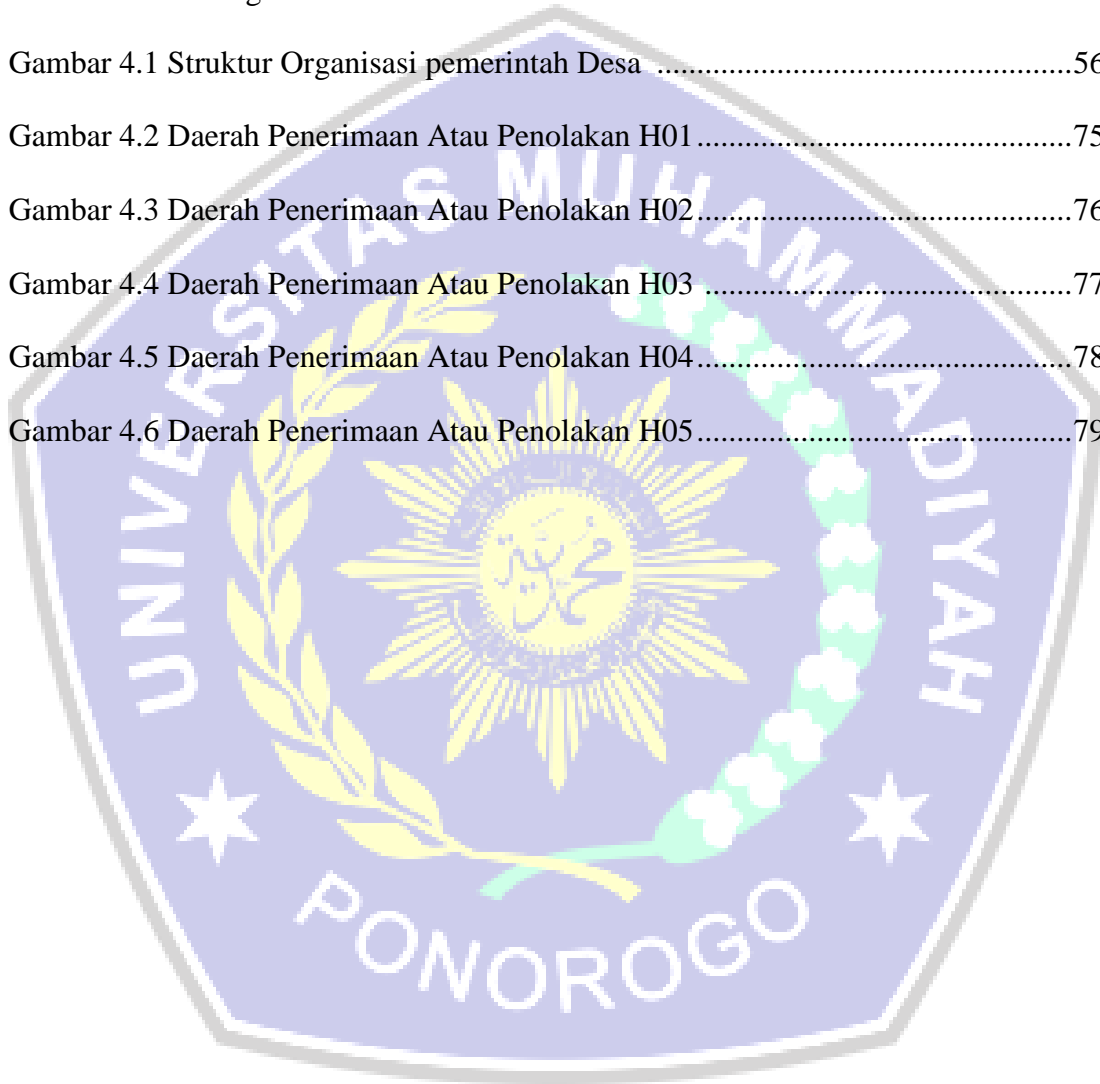 Gambar 4.1 Struktur Organisasi pemerintah Desa ..........................................56
Gambar 4.2 Daerah Penerimaan Atau Penolakan H01......................................75
Gambar 4.3 Daerah Penerimaan Atau Penolakan H02......................................76
Gambar 4.4 Daerah Penerimaan Atau Penolakan H03 .....................................77
Gambar 4.5 Daerah Penerimaan Atau Penolakan H04......................................78
Gambar 4.6 Daerah Penerimaan Atau Penolakan H05......................................79
UNIVERSITAS MUHAMMADIYAH
PONOROGO